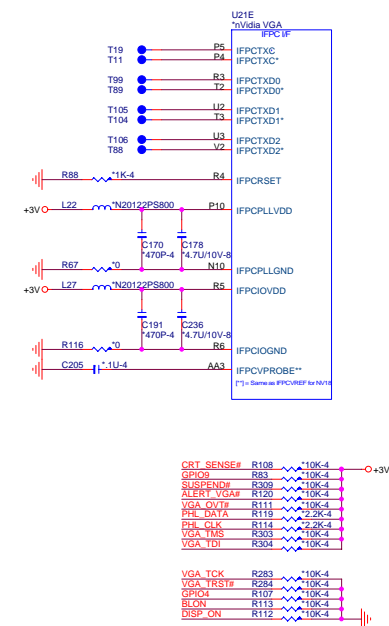 U21E
*nVidia VGA
IFPC I/F
T19 P5 IFPCTXC
T11 P4 IFPCTXC*
T99 R3 IFPCTXD0
T89 T2 IFPCTXD0*
T105 U2 IFPCTXD1
T104 T3 IFPCTXD1*
T106 U3 IFPCTXD2
T88 V2 IFPCTXD2*
R88 *1K-4 R4 IFPCRSET
+3V L22 *N20122PS800 P10 IFPCPLLVDD
C170 C178
*470P-4 *4.7U/10V-8
R67 *0 N10 IFPCPLLGND
+3V L27 *N20122PS800 R5 IFPCIOVDD
C191 C236
*470P-4 *4.7U/10V-8
R116 *0 R6 IFPCIOGND
C205 *.1U-4 AA3 IFPCVPROBE**
[**] = Same as IFPCVREF for NV18
CRT_SENSE# R108 *10K-4
+3V
GPIO9 R83 *10K-4
SUSPEND# R309 *10K-4
ALERT_VGA# R120 *10K-4
VGA_OVT# R111 *10K-4
PHL_DATA R119 *2.2K-4
PHL_CLK R114 *2.2K-4
VGA_TMS R303 *10K-4
VGA_TDI R304 *10K-4
VGA_TCK R283 *10K-4
VGA_TRST# R284 *10K-4
GPIO4 R107 *10K-4
BLON R113 *10K-4
DISP_ON R112 *10K-4